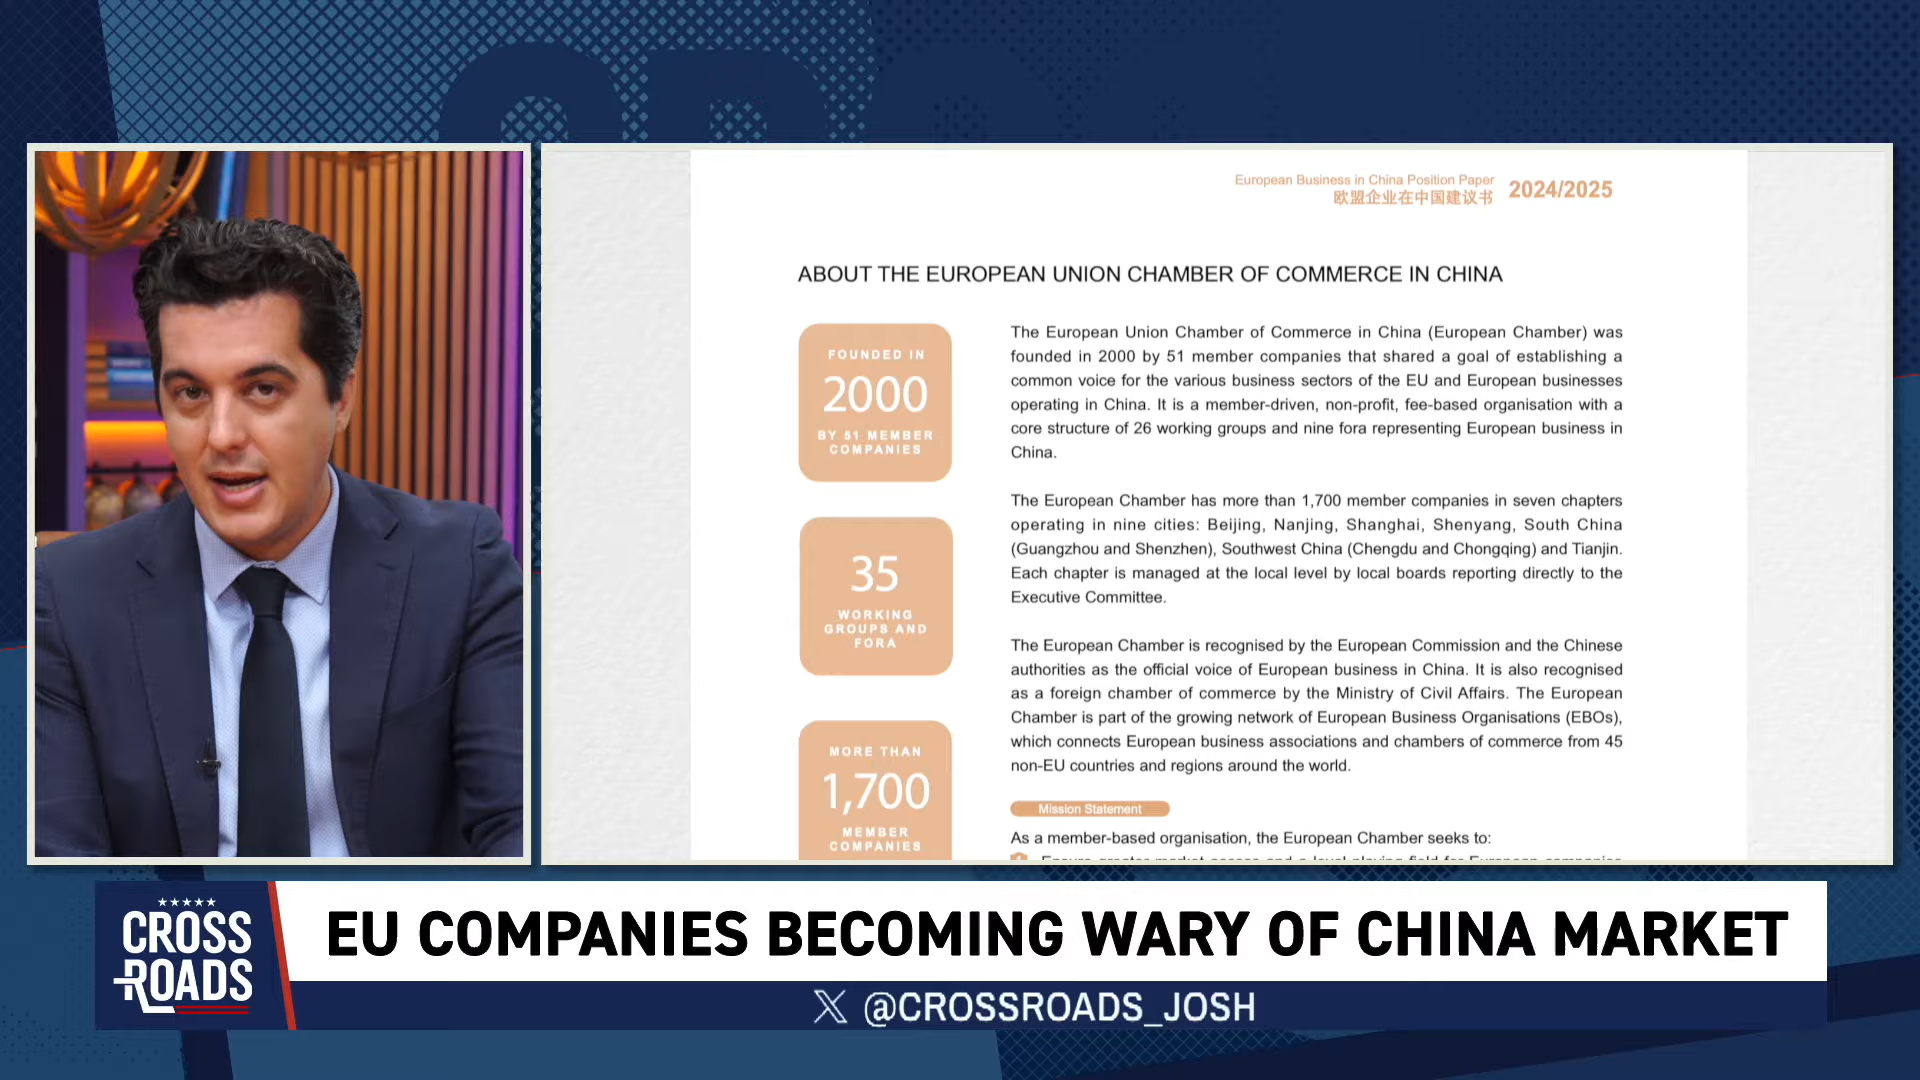 European Business in China Position Paper
欧盟企业在中国建议书
2024/2025
ABOUT THE EUROPEAN UNION CHAMBER OF COMMERCE IN CHINA
FOUNDED IN
2000
BY 51 MEMBER
COMPANIES
35
WORKING
GROUPS AND
FORA
MORE THAN
1,700
MEMBER
COMPANIES
The European Union Chamber of Commerce in China (European Chamber) was
founded in 2000 by 51 member companies that shared a goal of establishing a
common voice for the various business sectors of the EU and European businesses
operating in China. It is a member-driven, non-profit, fee-based organisation with a
core structure of 26 working groups and nine fora representing European business in
China.
The European Chamber has more than 1,700 member companies in seven chapters
operating in nine cities: Beijing, Nanjing, Shanghai, Shenyang, South China
(Guangzhou and Shenzhen), Southwest China (Chengdu and Chongqing) and Tianjin.
Each chapter is managed at the local level by local boards reporting directly to the
Executive Committee.
The European Chamber is recognised by the European Commission and the Chinese
authorities as the official voice of European business in China. It is also recognised
as a foreign chamber of commerce by the Ministry of Civil Affairs. The European
Chamber is part of the growing network of European Business Organisations (EBOs),
which connects European business associations and chambers of commerce from 45
non-EU countries and regions around the world.
Mission Statement
As a member-based organisation, the European Chamber seeks to:
Ensure greater market access and a level playing field for European companies
CROSS
ROADS
EU COMPANIES BECOMING WARY OF CHINA MARKET
X @CROSSROADS_JOSH